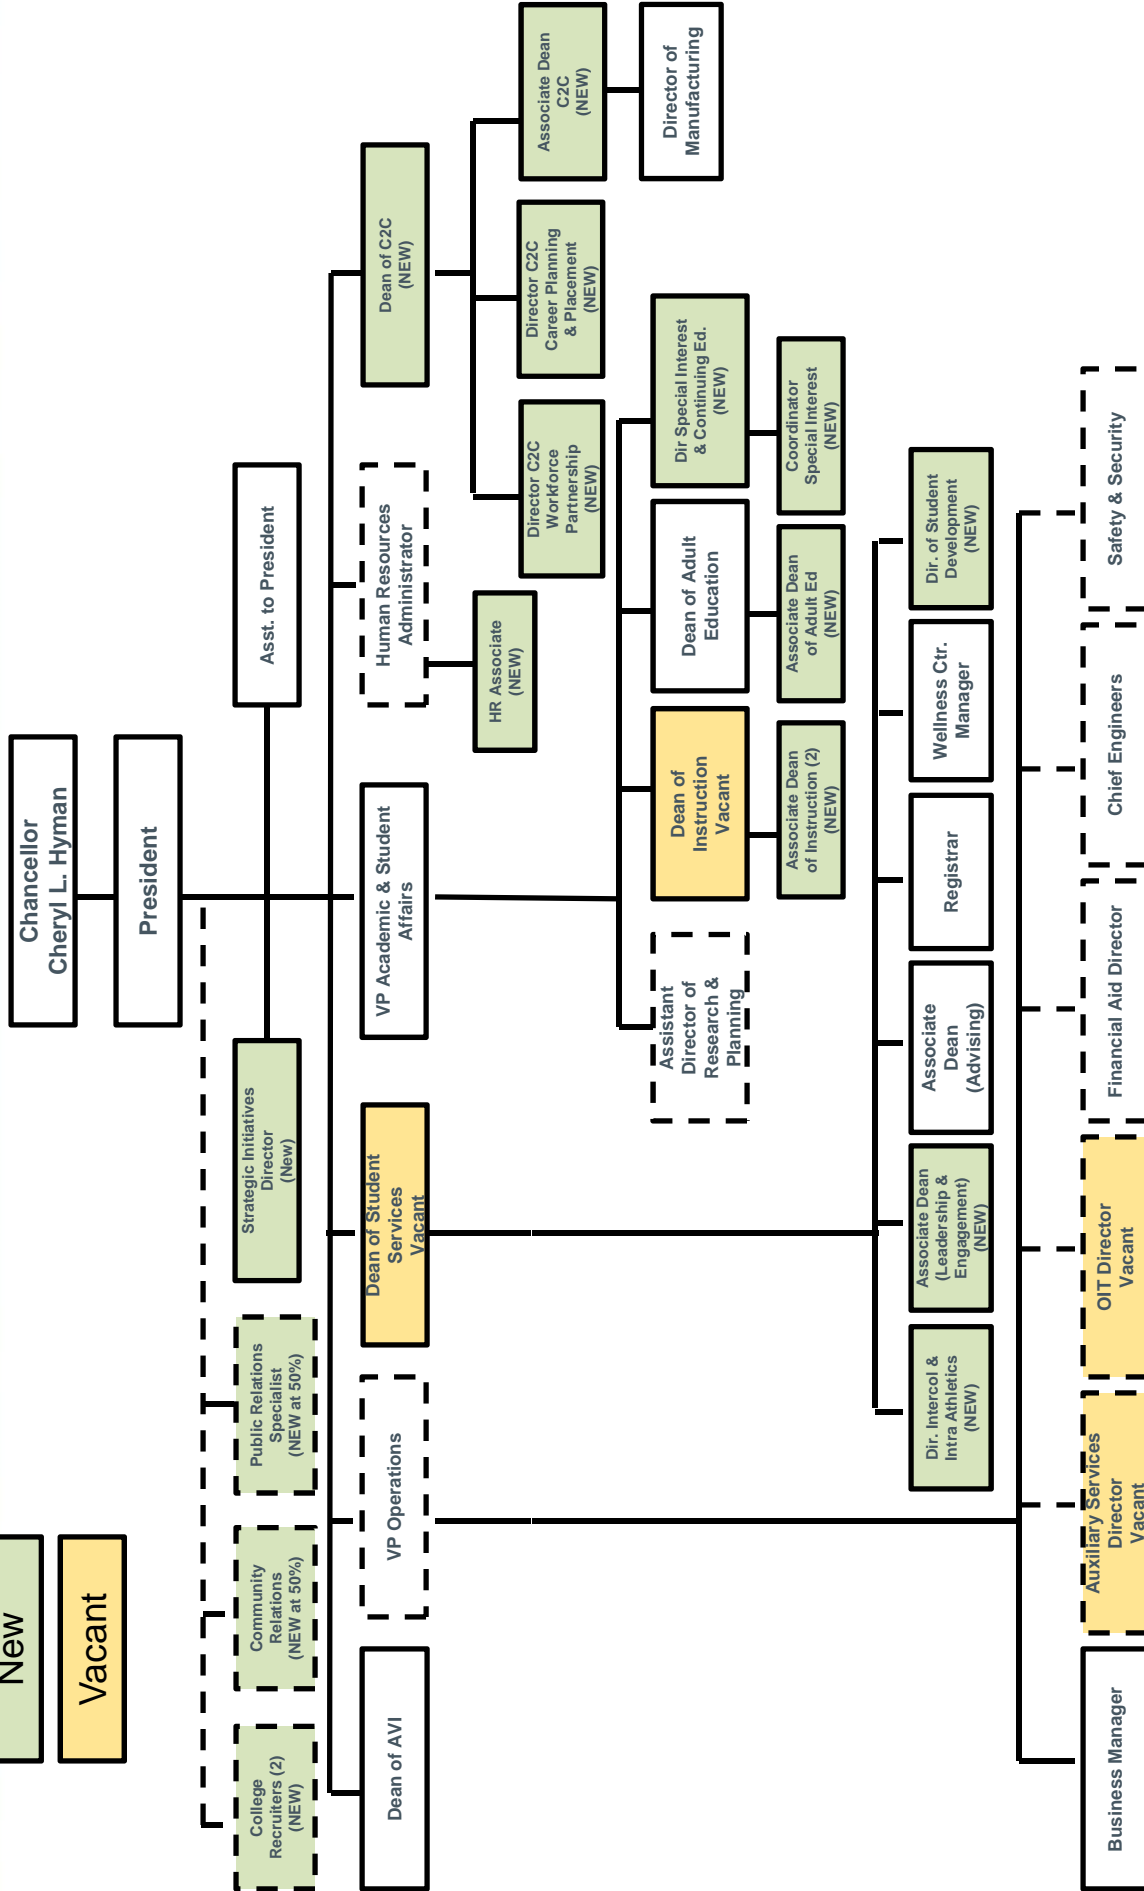 New
Vacant
Chancellor
Cheryl L. Hyman
President
College
Recruiters (2)
(NEW)
Community
Relations
(NEW at 50%)
Public Relations
Specialist
(NEW at 50%)
Strategic Initiatives
Director
(New)
Asst. to President
Dean of AVI
VP Operations
Dean of Student
Services
Vacant
VP Academic & Student
Affairs
Human Resources
Administrator
Dean of C2C
(NEW)
HR Associate
(NEW)
Director C2C
Workforce
Partnership
(NEW)
Director C2C
Career Planning
& Placement
(NEW)
Associate Dean
C2C
(NEW)
Director of
Manufacturing
Assistant
Director of
Research &
Planning
Dean of
Instruction
Vacant
Dean of Adult
Education
Dir Special Interest
& Continuing Ed.
(NEW)
Associate Dean
of Instruction (2)
(NEW)
Associate Dean
of Adult Ed
(NEW)
Coordinator
Special Interest
(NEW)
Dir. Intercol &
Intra Athletics
(NEW)
Associate Dean
(Leadership &
Engagement)
(NEW)
Associate
Dean
(Advising)
Registrar
Wellness Ctr.
Manager
Dir. of Student
Development
(NEW)
Business Manager
Auxiliary Services
Director
Vacant
OIT Director
Vacant
Financial Aid Director
Chief Engineers
Safety & Security